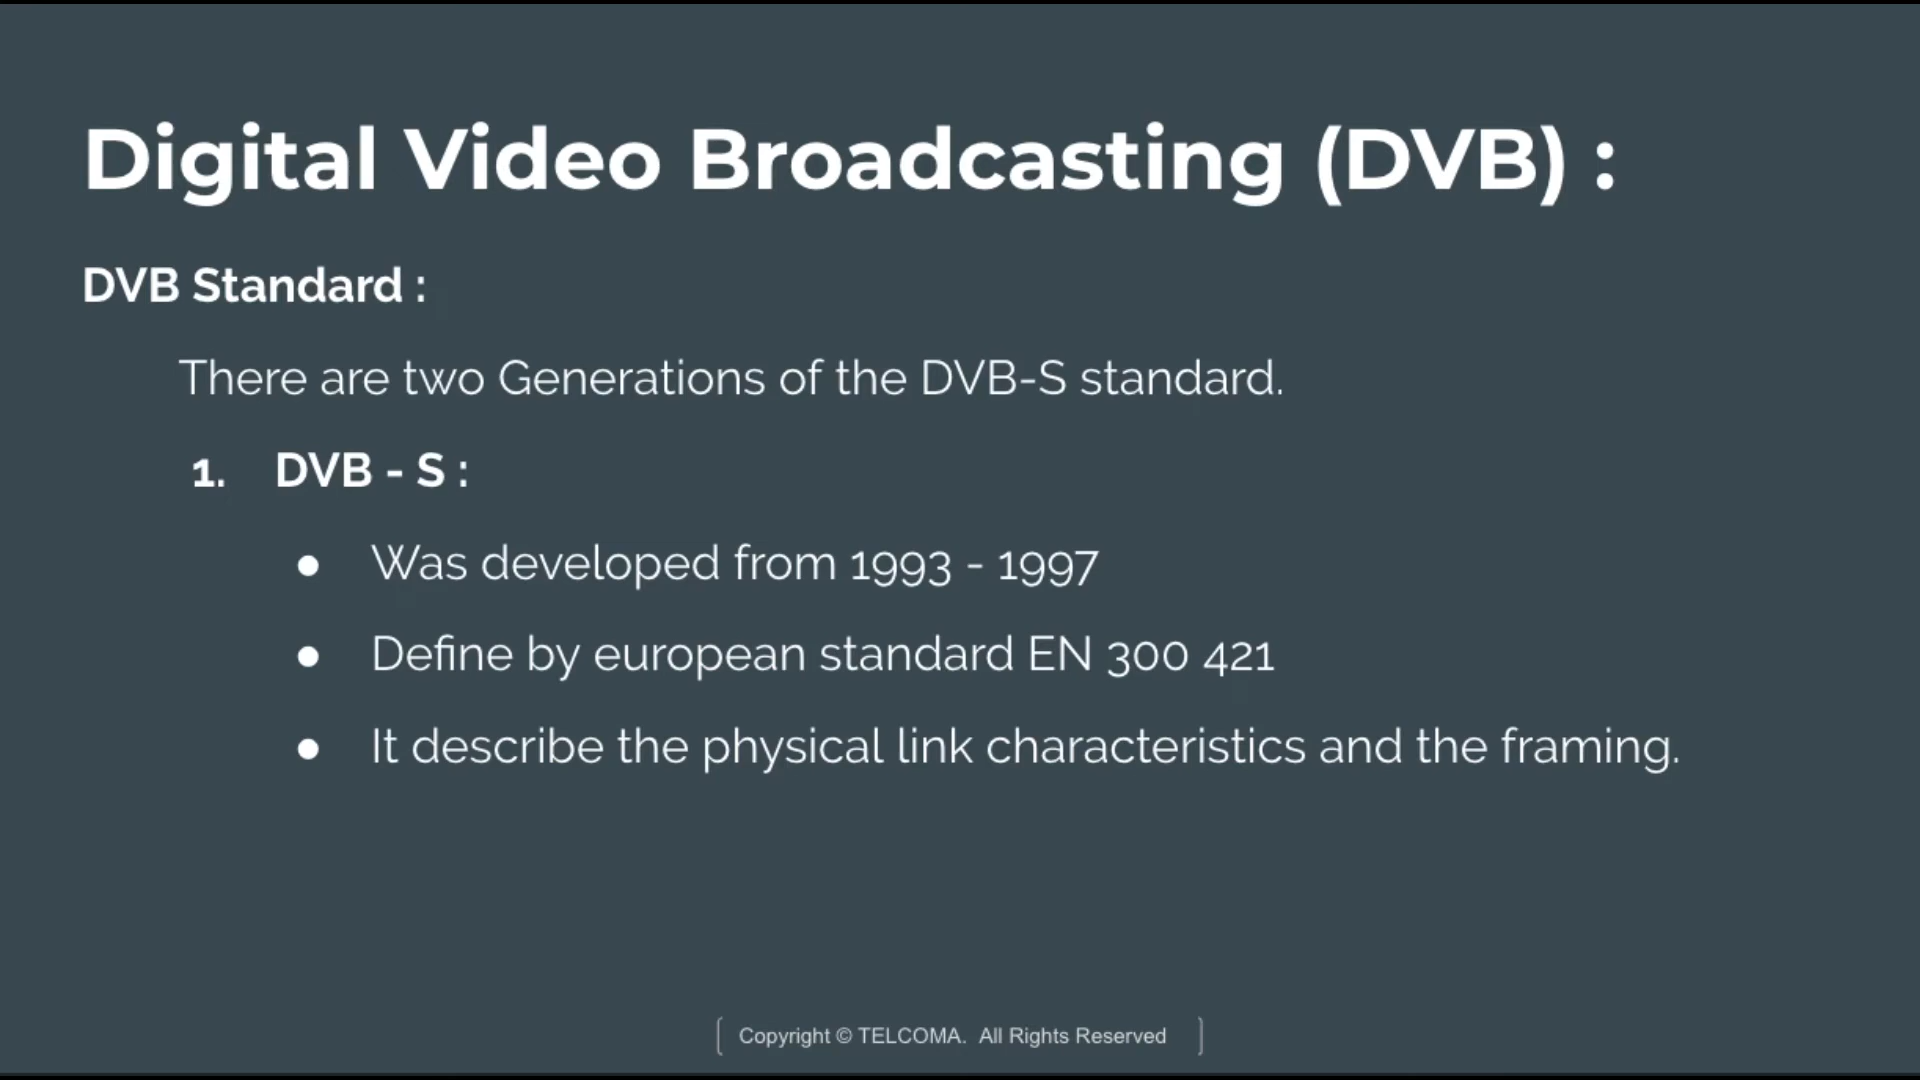 Digital Video Broadcasting (DVB) :
DVB Standard :
There are two Generations of the DVB-S standard.
1. DVB - S :
● Was developed from 1993 - 1997
● Define by european standard EN 300 421
● It describe the physical link characteristics and the framing.
Copyright © TELCOMA. All Rights Reserved